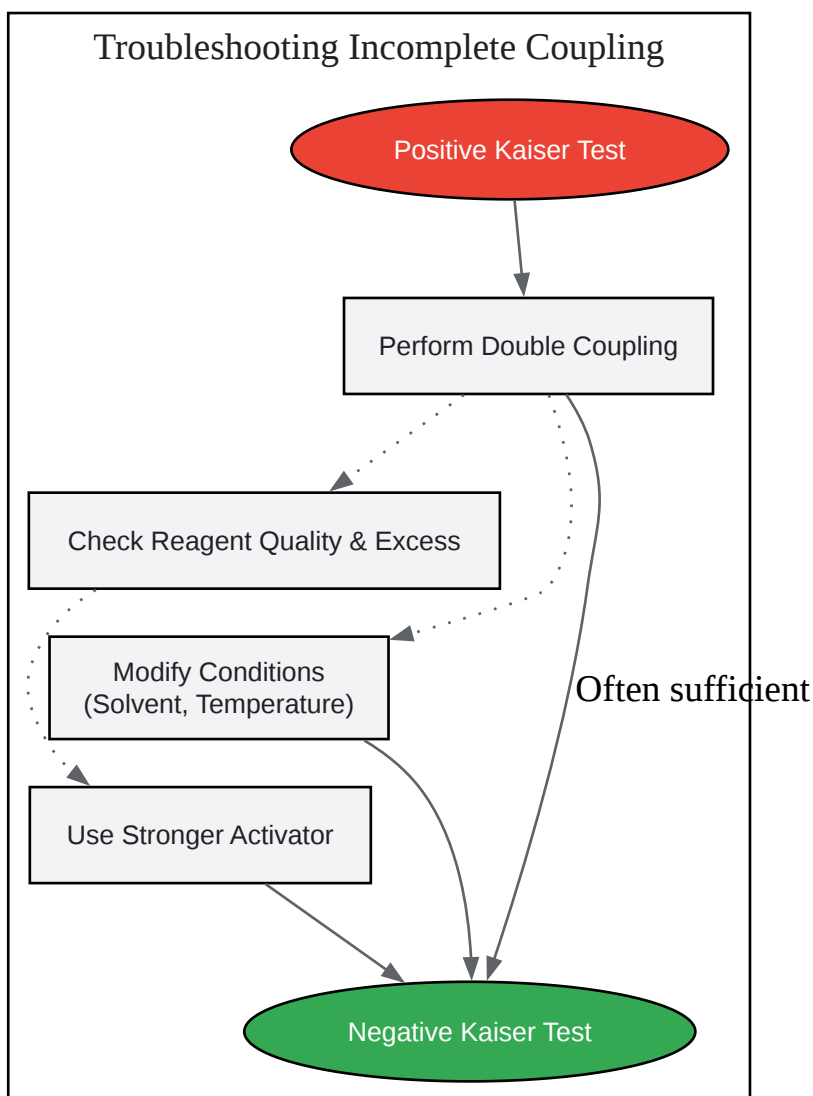 Troubleshooting Incomplete Coupling
Positive Kaiser Test
Perform Double Coupling
Check Reagent Quality & Excess
Modify Conditions
(Solvent, Temperature)
Often sufficient
Use Stronger Activator
Negative Kaiser Test